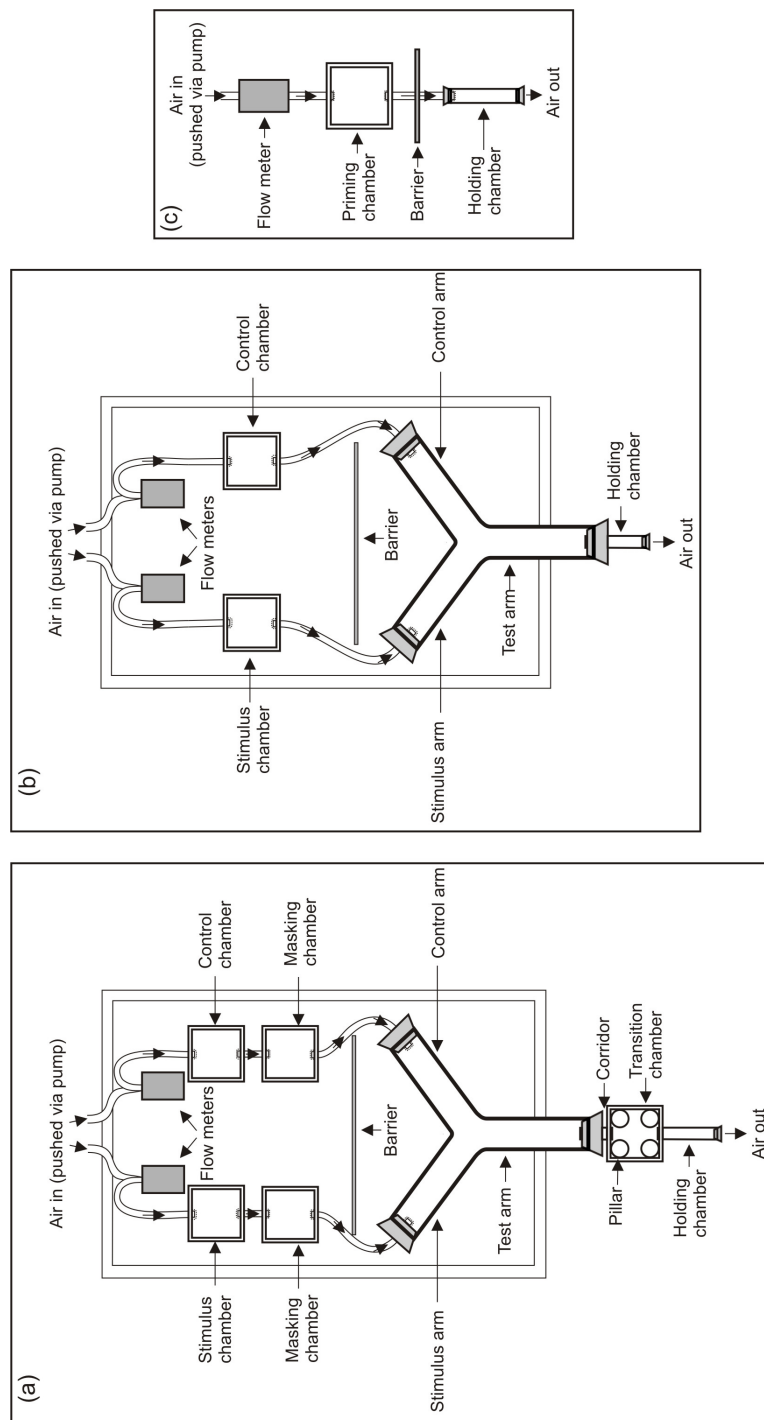 (a)
Air in (pushed via pump)
Flow meters
Stimulus
chamber
Control
chamber
Masking
chamber
Masking
chamber
Barrier
Stimulus arm
Control arm
Test arm
Corridor
Pillar
Transition
chamber
Holding
chamber
Air out
(b)
Air in (pushed via pump)
Flow meters
Stimulus
chamber
Control
chamber
Barrier
Stimulus arm
Control arm
Test arm
Holding
chamber
Air out
(c)
Air in
(pushed via pump)
Flow meter
Priming
chamber
Barrier
Holding
chamber
Air out